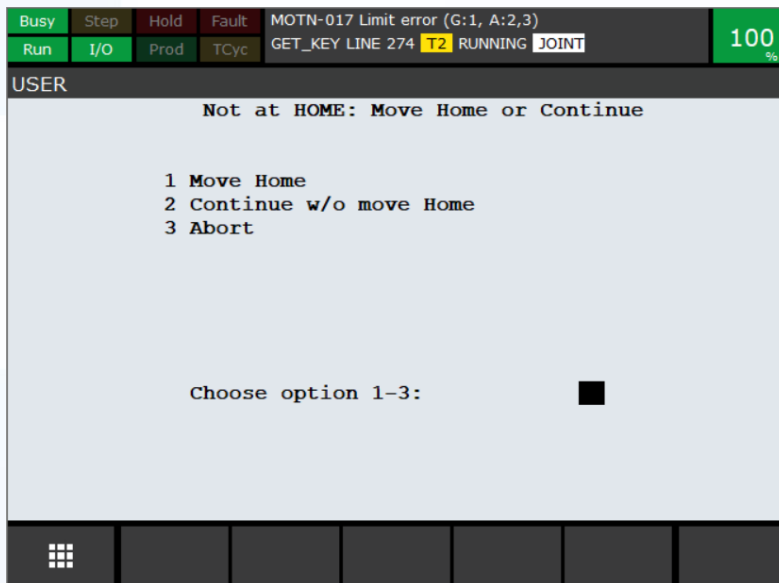 Busy Step Hold Fault MOTN-017 Limit error (G:1, A:2,3)
Run I/O Prod TCyc GET_KEY LINE 274 T2 RUNNING JOINT 100 %
USER
Not at HOME: Move Home or Continue
1 Move Home
2 Continue w/o move Home
3 Abort
Choose option 1-3: